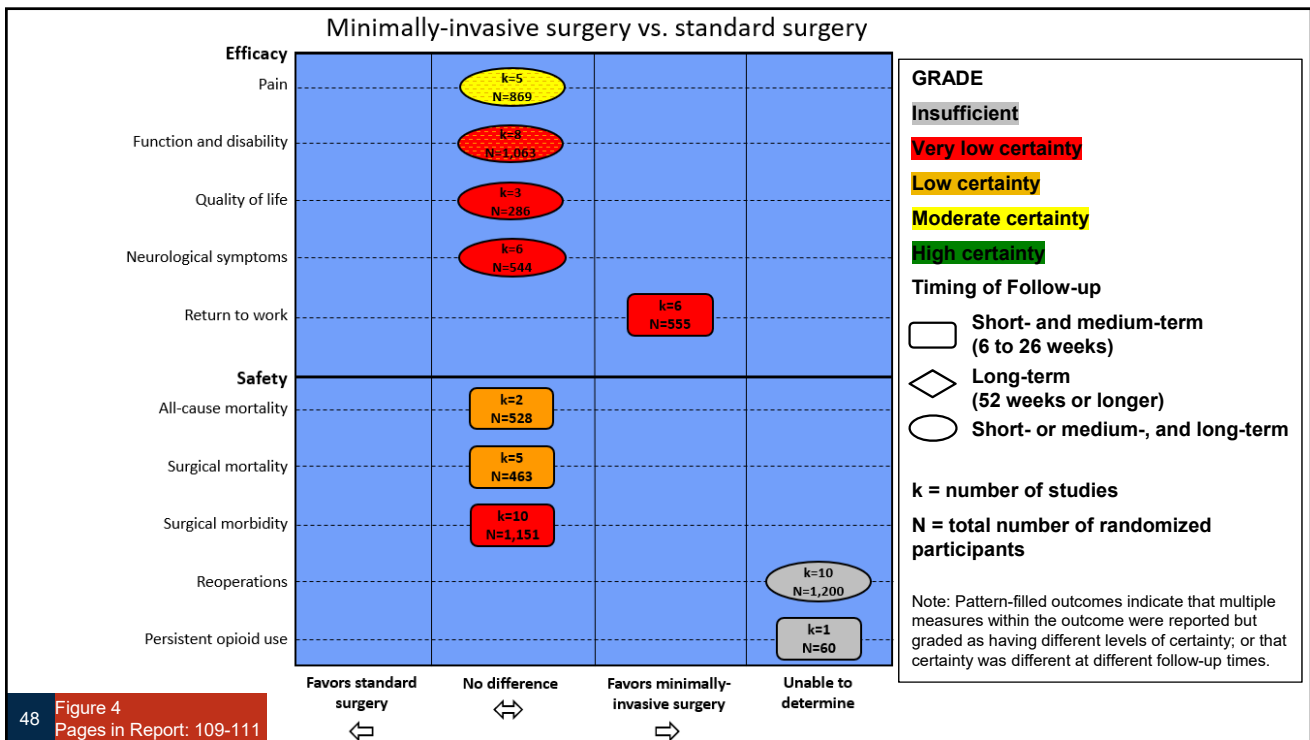 Minimally-invasive surgery vs. standard surgery
Efficacy
Pain
k=5
N=869
Function and disability
k=8
N=1,063
Quality of life
k=3
N=286
Neurological symptoms
k=6
N=544
Return to work
k=6
N=555
Safety
All-cause mortality
k=2
N=528
Surgical mortality
k=5
N=463
Surgical morbidity
k=10
N=1,151
Reoperations
k=10
N=1,200
Persistent opioid use
k=1
N=60
Favors standard
surgery
No difference
Favors minimally-
invasive surgery
Unable to
determine
GRADE
Insufficient
Very low certainty
Low certainty
Moderate certainty
High certainty
Timing of Follow-up
Short- and medium-term
(6 to 26 weeks)
Long-term
(52 weeks or longer)
Short- or medium-, and long-term
k = number of studies
N = total number of randomized
participants
Note: Pattern-filled outcomes indicate that multiple
measures within the outcome were reported but
graded as having different levels of certainty; or that
certainty was different at different follow-up times.
48
Figure 4
Pages in Report: 109-111